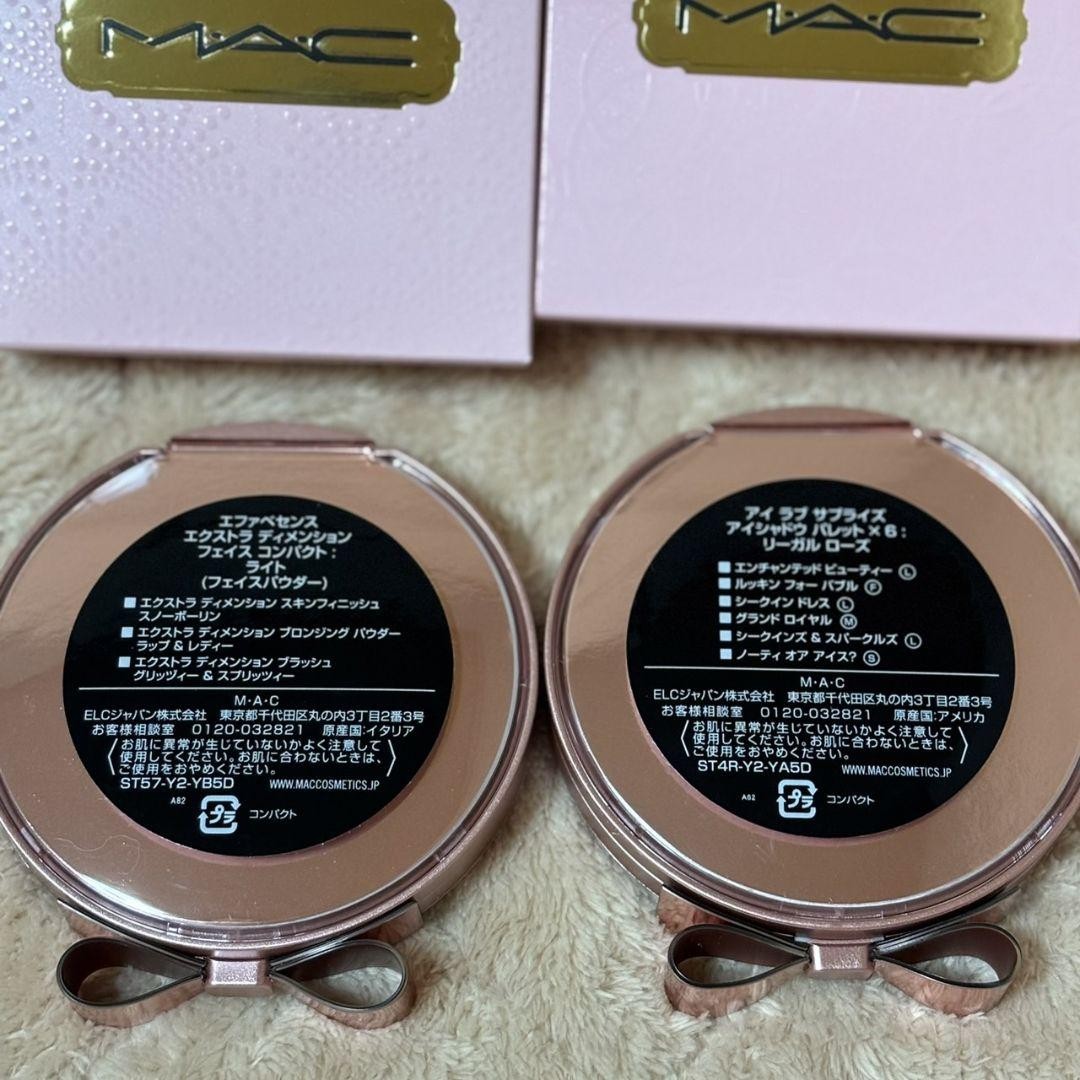 M·A·C
M·A·C
エファベセンス
エクストラ ディメンション
フェイス コンパクト:
ライト
(フェイスパウダー)
エクストラ ディメンション スキンフィニッシュ
スノーボーリン
エクストラ ディメンション ブロンジング パウダー
ラップ & レディー
エクストラ ディメンション ブラッシュ
グリッヴィー & スプリッツィー
M·A·C
ELCジャパン株式会社 東京都千代田区丸の内3丁目2番3号
お客様相談室 0120-032821 原産国:イタリア
お肌に異常が生じていないかよく注意して
使用してください。お肌に合わないときは、
ご使用をおやめください。
ST57-Y2-YB5D WWW.MACCOSMETICS.JP
A82 プラ コンパクト
アイ ラブ サプライズ
アイシャドウ パレット×6:
リーガル ローズ
エンチャンテッド ビューティー Ⓛ
ルッキン フォー バブル Ⓕ
シークイン ドレス Ⓛ
グランド ロイヤル Ⓜ
シークインズ & スパークルズ Ⓛ
ノーティ オア アイス? Ⓢ
M·A·C
ELCジャパン株式会社 東京都千代田区丸の内3丁目2番3号
お客様相談室 0120-032821 原産国:アメリカ
お肌に異常が生じていないかよく注意して
使用してください。お肌に合わないときは、
ご使用をおやめください。
ST4R-Y2-YA5D WWW.MACCOSMETICS.JP
A62 プラ コンパクト